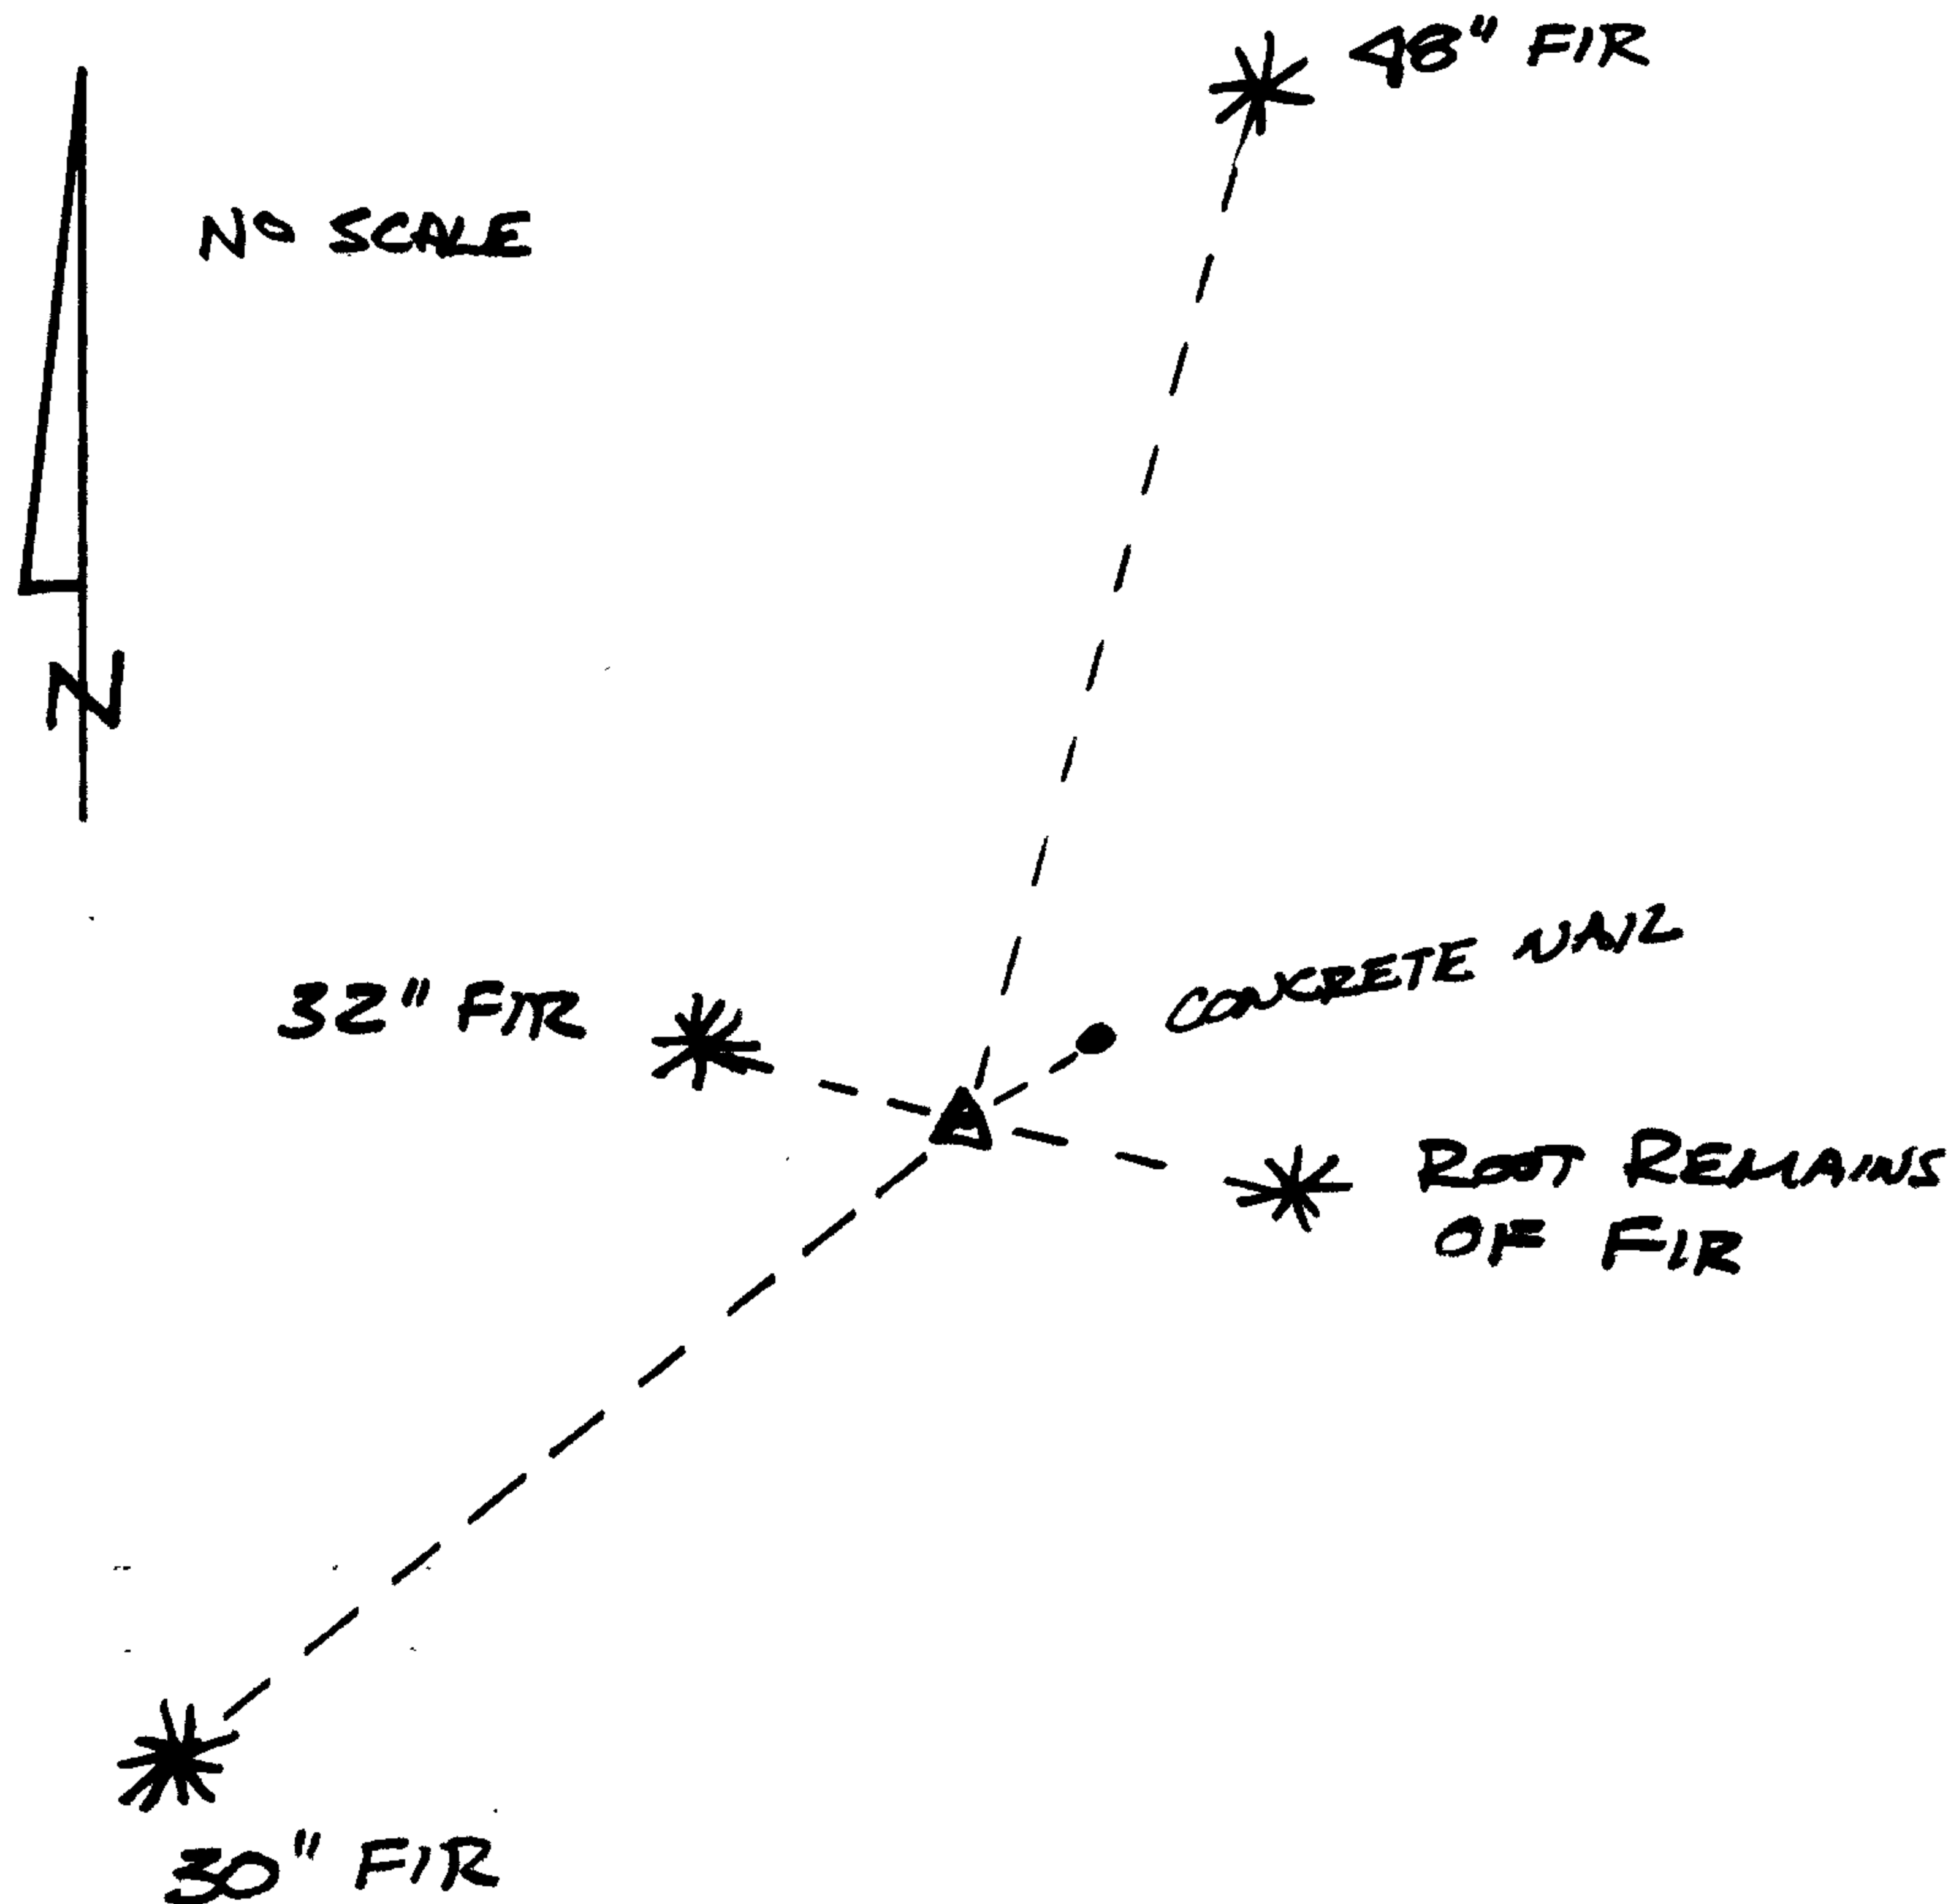 48" FIR
NO SCALE
N
CONCRETE NAIL
32" FIR
ROOT REMAINS
OF FIR
30" FIR